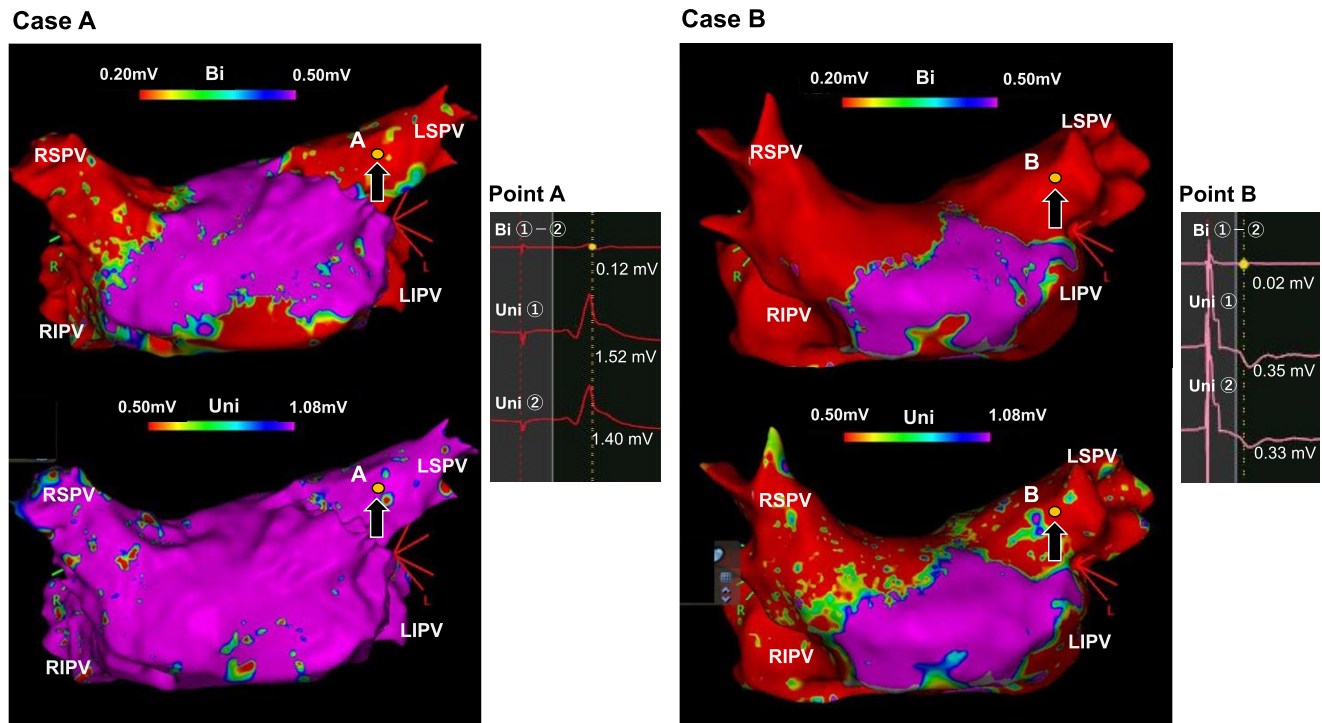 Case A
0.20mV Bi 0.50mV
A
LSPV
RSPV
LIPV
RIPV
R
L
0.50mV Uni 1.08mV
A
LSPV
RSPV
LIPV
RIPV
R
L
Point A
Bi ①−②
0.12 mV
Uni ①
1.52 mV
Uni ②
1.40 mV
Case B
0.20mV Bi 0.50mV
LSPV
RSPV
B
LIPV
RIPV
R
L
0.50mV Uni 1.08mV
LSPV
RSPV
B
LIPV
RIPV
R
L
Point B
Bi ①−②
0.02 mV
Uni ①
0.35 mV
Uni ②
0.33 mV